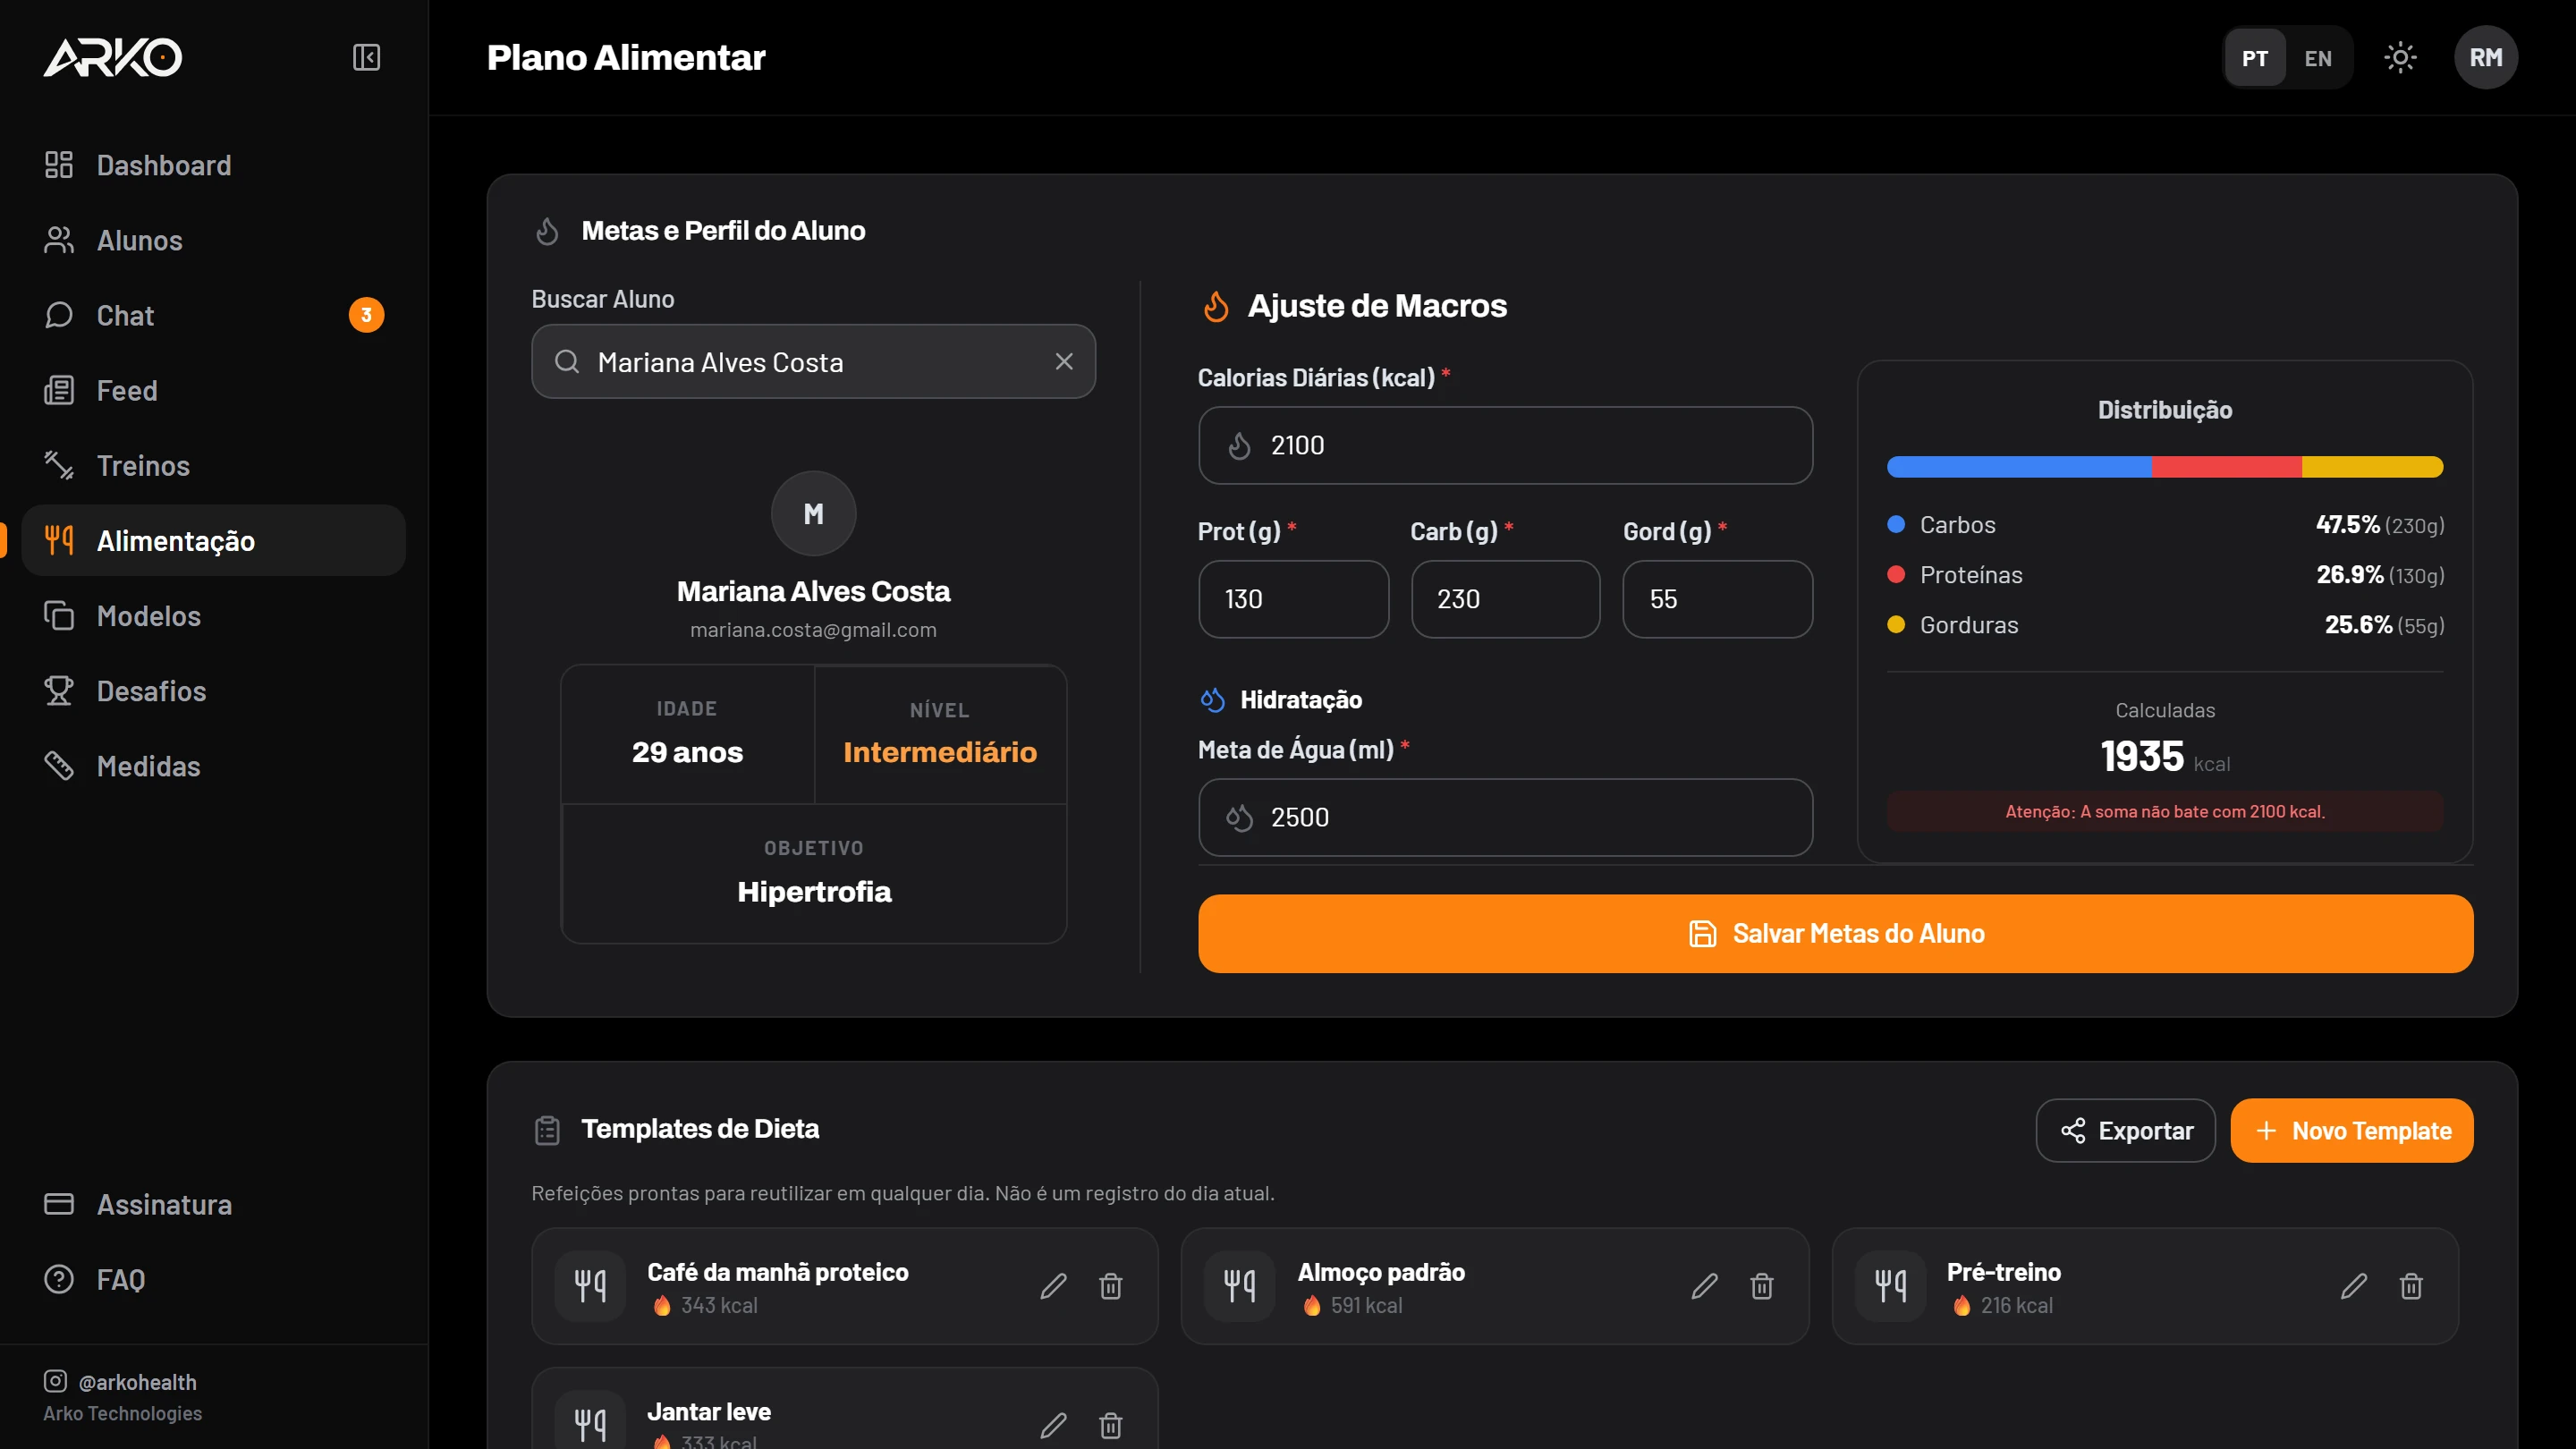 ARKO
Dashboard
Alunos
Chat
3
Feed
Treinos
Alimentação
Modelos
Desafios
Medidas
Assinatura
FAQ
@arkohealth
Arko Technologies
Plano Alimentar
PT
EN
RM
Metas e Perfil do Aluno
Buscar Aluno
Mariana Alves Costa
M
Mariana Alves Costa
mariana.costa@gmail.com
IDADE
29 anos
NÍVEL
Intermediário
OBJETIVO
Hipertrofia
Ajuste de Macros
Calorias Diárias (kcal) *
2100
Prot (g) *
Carb (g) *
Gord (g) *
130
230
55
Hidratação
Meta de Água (ml) *
2500
Distribuição
Carbos 47.5% (230g)
Proteínas 26.9% (130g)
Gorduras 25.6% (55g)
Calculadas
1935 kcal
Atenção: A soma não bate com 2100 kcal.
Salvar Metas do Aluno
Templates de Dieta
Exportar
Novo Template
Refeições prontas para reutilizar em qualquer dia. Não é um registro do dia atual.
Café da manhã proteico
343 kcal
Almoço padrão
591 kcal
Pré-treino
216 kcal
Jantar leve
333 kcal